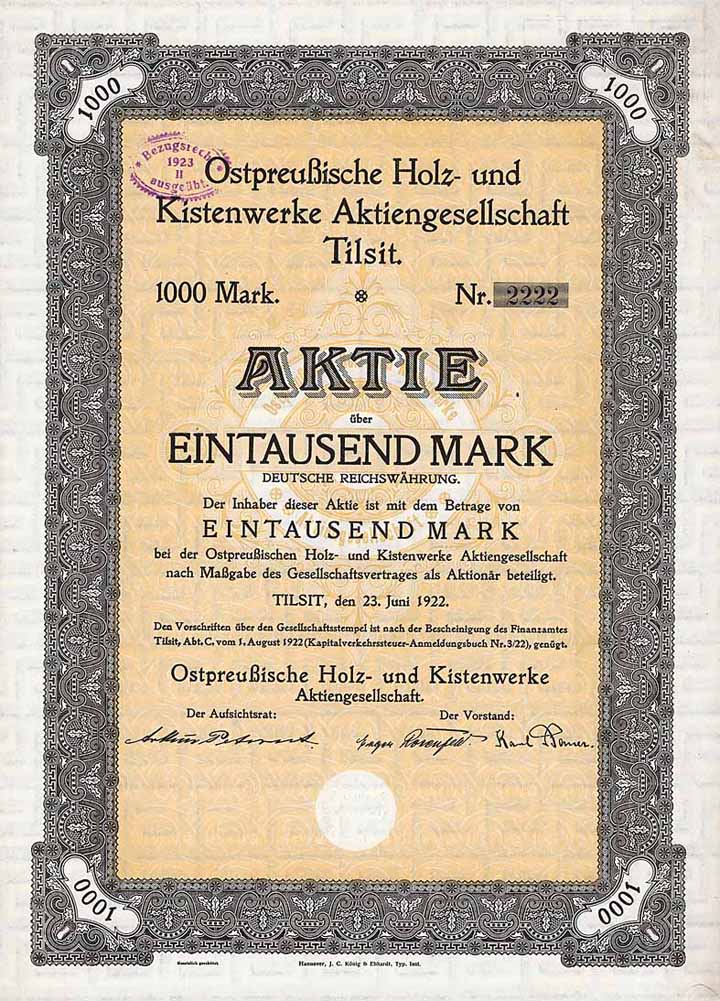 1000 1000
Bezugsrecht
1923
II
ausgeübt.
Ostpreußische Holz- und
Kistenwerke Aktiengesellschaft
Tilsit.
1000 Mark. Nr. 2222
AKTIE
über
EINTAUSEND MARK
DEUTSCHE REICHSWÄHRUNG.
Der Inhaber dieser Aktie ist mit dem Betrage von
EINTAUSEND MARK
bei der Ostpreußischen Holz- und Kistenwerke Aktiengesellschaft
nach Maßgabe des Gesellschaftsvertrages als Aktionär beteiligt.
TILSIT, den 23. Juni 1922.
Den Vorschriften über den Gesellschaftsstempel ist nach der Bescheinigung des Finanzamtes
Tilsit, Abt. C. vom 1. August 1922 (Kapitalverkehrssteuer-Anmeldungsbuch Nr. 3/22), genügt.
Ostpreußische Holz- und Kistenwerke
Aktiengesellschaft.
Der Aufsichtsrat: Der Vorstand:
Rosenfeld. Karl
1000 1000
Gesetzlich geschützt. Hannover, J. C. König & Ebhardt, Typ. Inst.